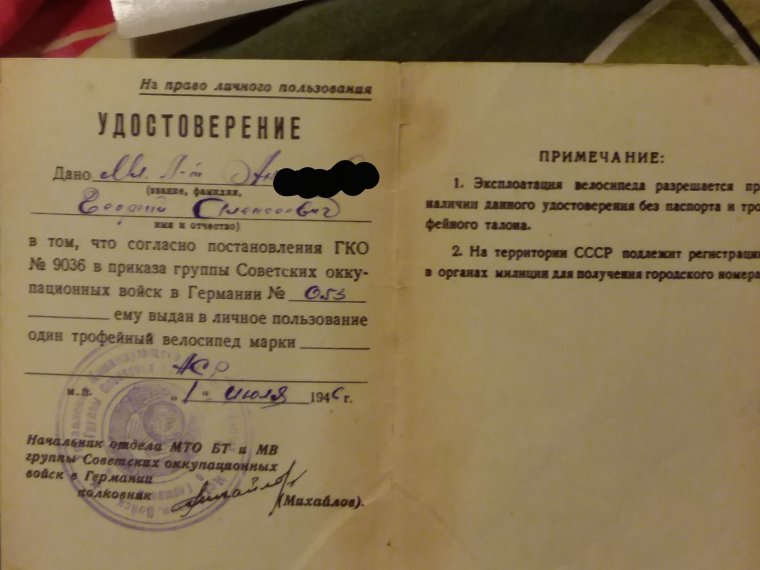 На право личного пользования
УДОСТОВЕРЕНИЕ
Дано Мл. Л-т
(звание, фамилия,
Георгий Алексеевич
имя и отчество)
в том, что согласно постановления ГКО
№ 9036 в приказа группы Советских окку-
пационных войск в Германии № 053
ему выдан в личное пользование
один трофейный велосипед марки
м.п. „1" июля 1946 г.
Начальник отдела МТО БТ и МВ
группы Советских оккупационных
войск в Германии
полковник (Михайлов).
ПРИМЕЧАНИЕ:
1. Эксплоатация велосипеда разрешается пр
наличии данного удостоверения без паспорта и тро
фейного талона.
2. На территории СССР подлежит регистраци
в органах милиции для получения городского номера